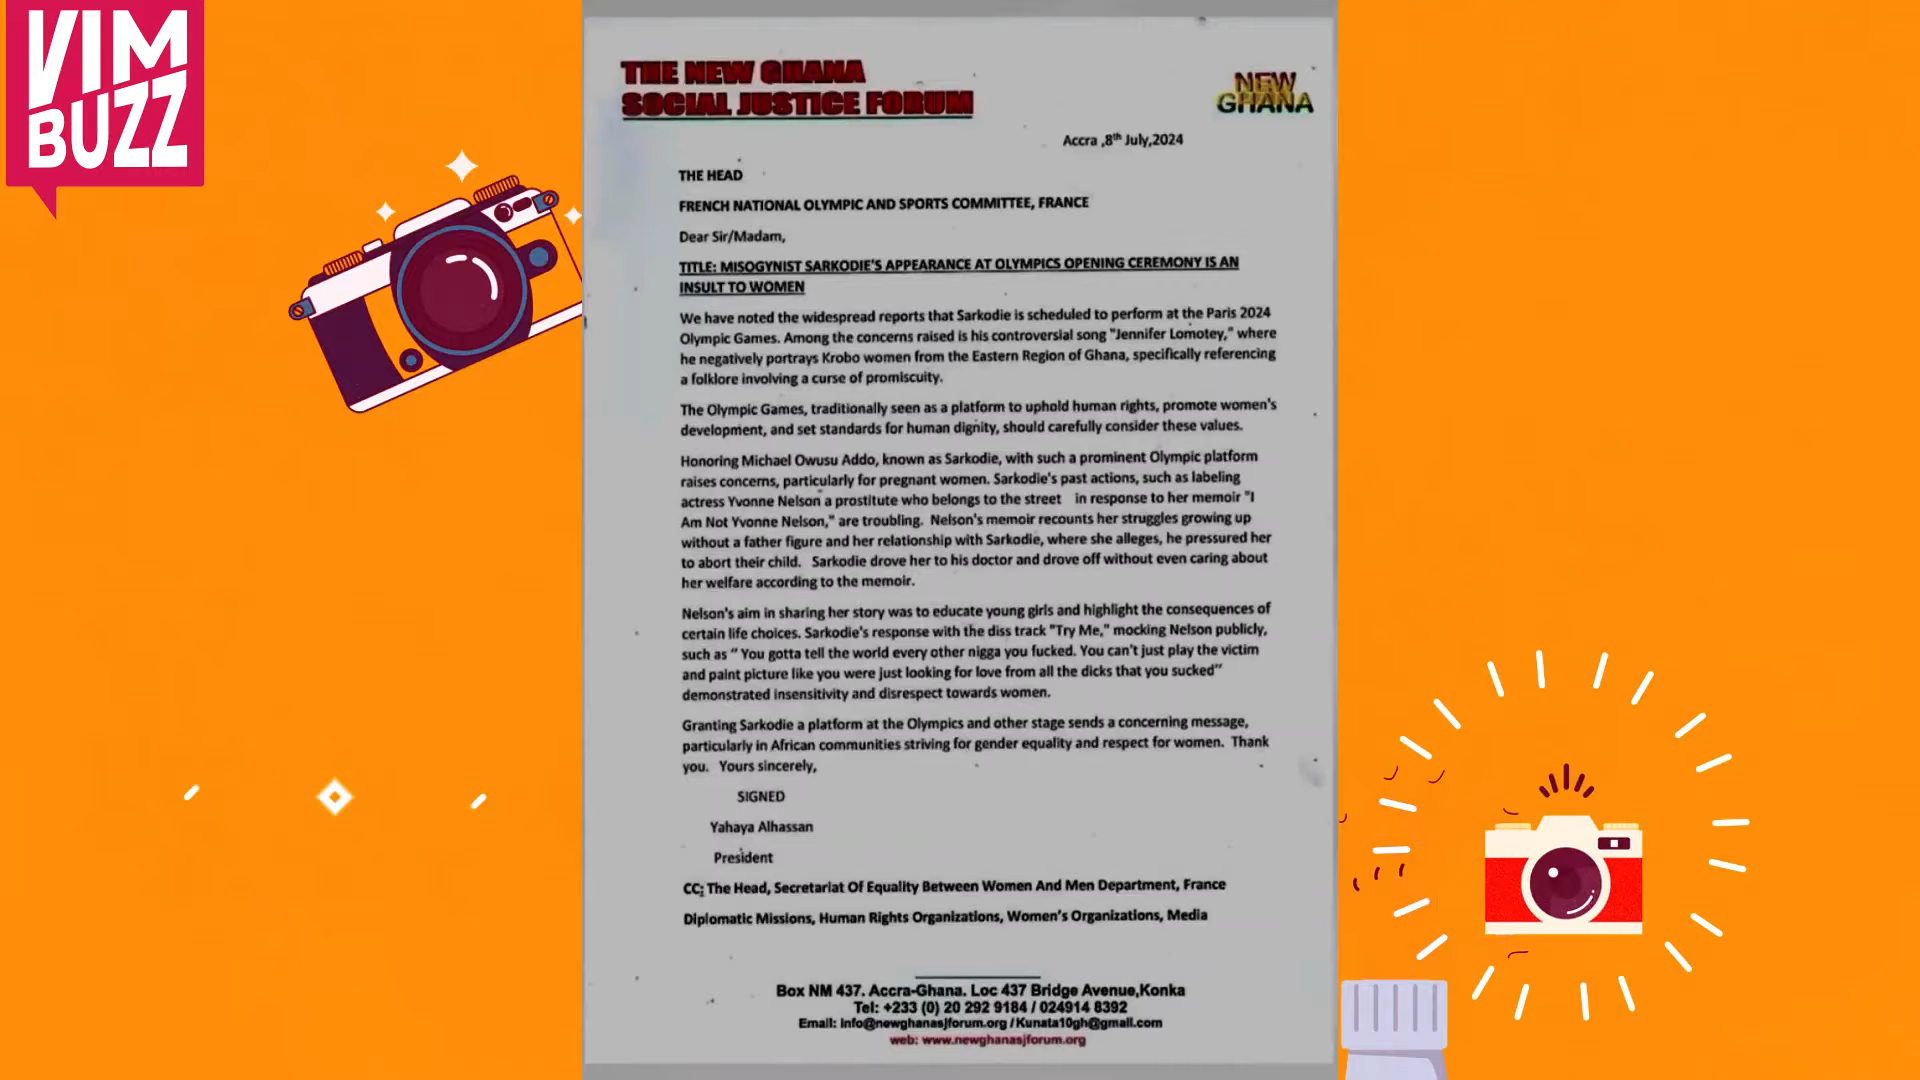 VIM
BUZZ
THE NEW GHANA
SOCIAL JUSTICE FORUM
NEW
GHANA
Accra ,8th July,2024
THE HEAD
FRENCH NATIONAL OLYMPIC AND SPORTS COMMITTEE, FRANCE
Dear Sir/Madam,
TITLE: MISOGYNIST SARKODIE'S APPEARANCE AT OLYMPICS OPENING CEREMONY IS AN
INSULT TO WOMEN
We have noted the widespread reports that Sarkodie is scheduled to perform at the Paris 2024
Olympic Games. Among the concerns raised is his controversial song "Jennifer Lomotey," where
he negatively portrays Krobo women from the Eastern Region of Ghana, specifically referencing
a folklore involving a curse of promiscuity.
The Olympic Games, traditionally seen as a platform to uphold human rights, promote women's
development, and set standards for human dignity, should carefully consider these values.
Honoring Michael Owusu Addo, known as Sarkodie, with such a prominent Olympic platform
raises concerns, particularly for pregnant women. Sarkodie's past actions, such as labeling
actress Yvonne Nelson a prostitute who belongs to the street in response to her memoir "I
Am Not Yvonne Nelson," are troubling. Nelson's memoir recounts her struggles growing up
without a father figure and her relationship with Sarkodie, where she alleges, he pressured her
to abort their child. Sarkodie drove her to his doctor and drove off without even caring about
her welfare according to the memoir.
Nelson's aim in sharing her story was to educate young girls and highlight the consequences of
certain life choices. Sarkodie's response with the diss track "Try Me," mocking Nelson publicly,
such as " You gotta tell the world every other nigga you fucked. You can't just play the victim
and paint picture like you were just looking for love from all the dicks that you sucked"
demonstrated insensitivity and disrespect towards women.
Granting Sarkodie a platform at the Olympics and other stage sends a concerning message,
particularly in African communities striving for gender equality and respect for women. Thank
you. Yours sincerely,
SIGNED
Yahaya Alhassan
President
CC; The Head, Secretariat Of Equality Between Women And Men Department, France
Diplomatic Missions, Human Rights Organizations, Women's Organizations, Media
Box NM 437. Accra-Ghana. Loc 437 Bridge Avenue,Konka
Tel: +233 (0) 20 292 9184 / 024914 8392
Email: info@newghanasjforum.org / Kunata10gh@gmail.com
web: www.newghanasjforum.org